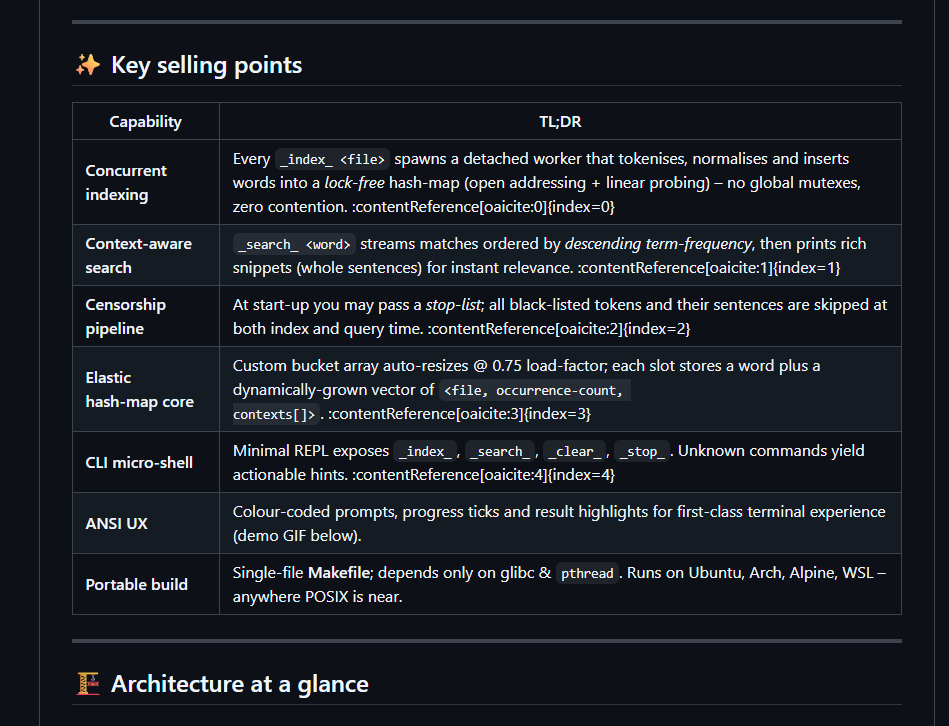 ✨ Key selling points
Capability
TL;DR
Concurrent
indexing
Every _index_ <file> spawns a detached worker that tokenises, normalises and inserts
words into a lock-free hash-map (open addressing + linear probing) – no global mutexes,
zero contention. :contentReference[oaicite:0]{index=0}
Context-aware
search
_search_ <word> streams matches ordered by descending term-frequency, then prints rich
snippets (whole sentences) for instant relevance. :contentReference[oaicite:1]{index=1}
Censorship
pipeline
At start-up you may pass a stop-list; all black-listed tokens and their sentences are skipped at
both index and query time. :contentReference[oaicite:2]{index=2}
Elastic
hash-map core
Custom bucket array auto-resizes @ 0.75 load-factor; each slot stores a word plus a
dynamically-grown vector of <file, occurrence-count,
contexts[]>. :contentReference[oaicite:3]{index=3}
CLI micro-shell
Minimal REPL exposes _index_, _search_, _clear_, _stop_. Unknown commands yield
actionable hints. :contentReference[oaicite:4]{index=4}
ANSI UX
Colour-coded prompts, progress ticks and result highlights for first-class terminal experience
(demo GIF below).
Portable build
Single-file Makefile; depends only on glibc & pthread. Runs on Ubuntu, Arch, Alpine, WSL –
anywhere POSIX is near.
🏗️ Architecture at a glance